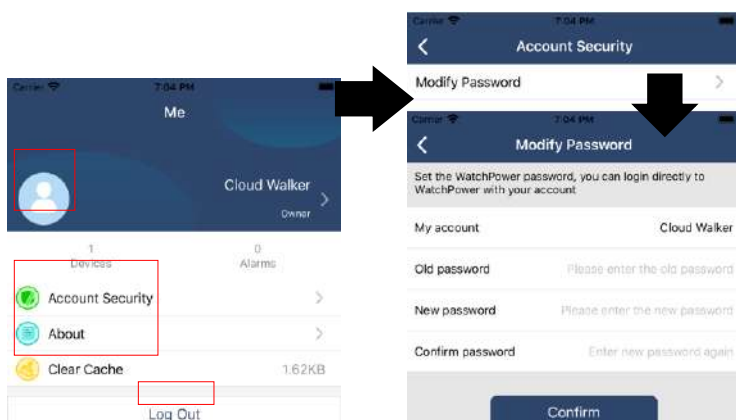 Carrier 7:04 PM
Me
Cloud Walker
Owner
1
Devices
0
Alarms
Account Security
About
Clear Cache 1.62KB
Log Out
Carrier 7:04 PM
Account Security
Modify Password
Carrier 7:04 PM
Modify Password
Set the WatchPower password, you can login directly to
WatchPower with your account
My account Cloud Walker
Old password Please enter the old password
New password Please enter the new password
Confirm password Enter new password again
Confirm